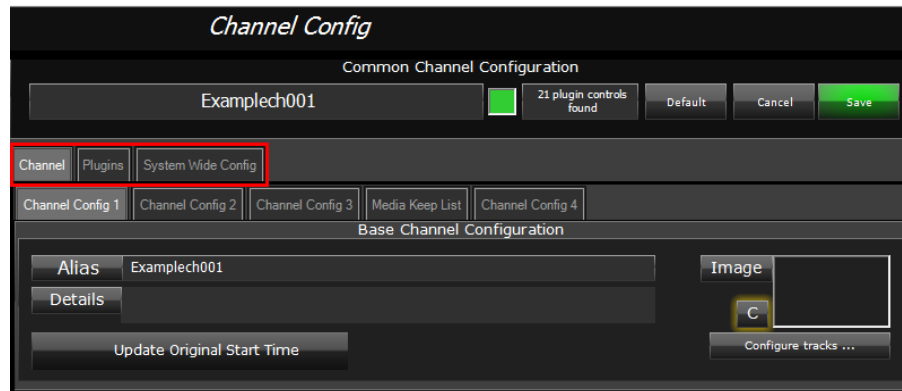 Channel Config
Common Channel Configuration
Examplech001
21 plugin controls
found
Default
Cancel
Save
Channel
Plugins
System Wide Config
Channel Config 1
Channel Config 2
Channel Config 3
Media Keep List
Channel Config 4
Base Channel Configuration
Alias
Examplech001
Image
Details
C
Update Original Start Time
Configure tracks ...